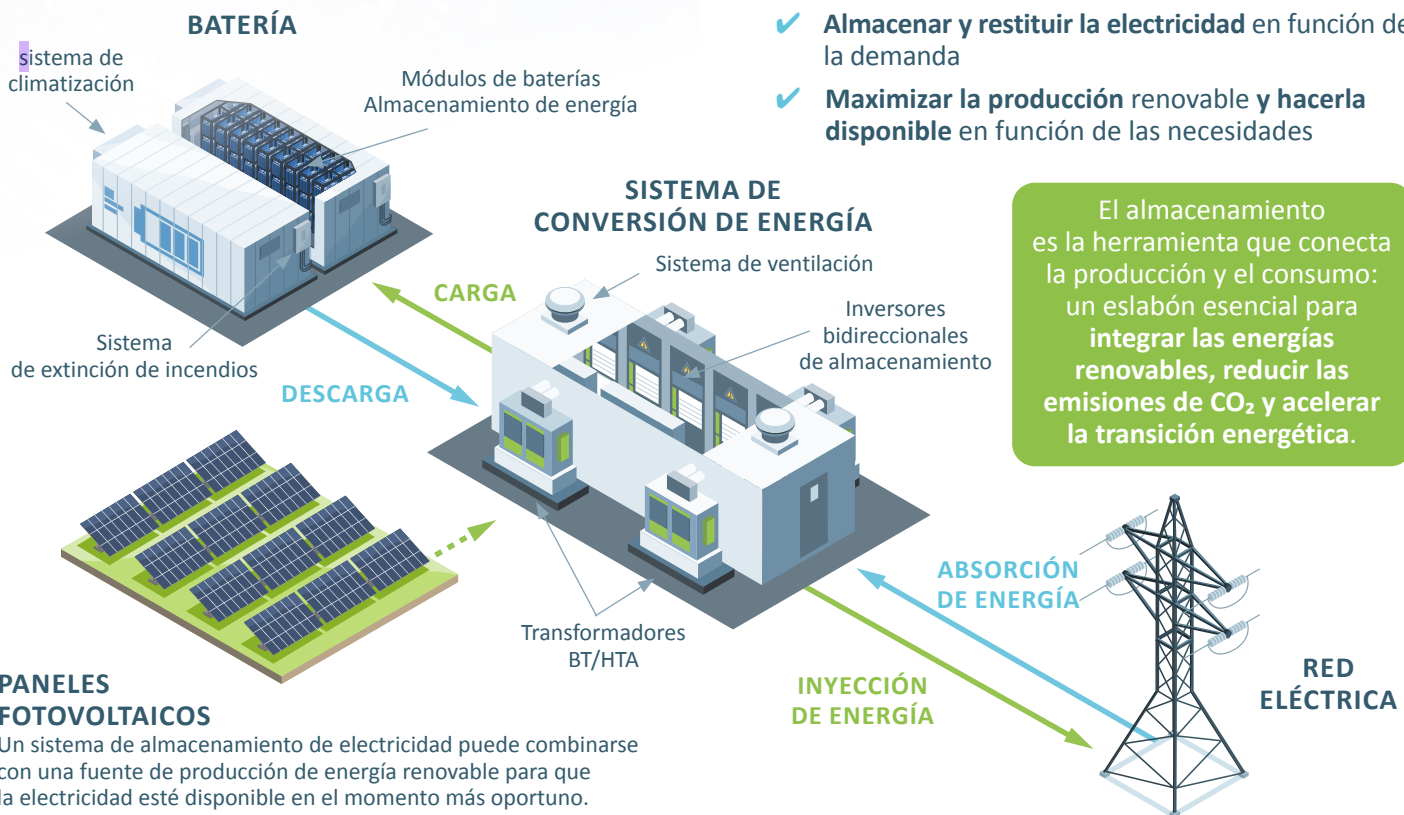 BATERÍA
sistema de
climatización
Módulos de baterías
Almacenamiento de energía
Sistema
de extinción de incendios
✔ Almacenar y restituir la electricidad en función de
la demanda
✔ Maximizar la producción renovable y hacerla
disponible en función de las necesidades
SISTEMA DE
CONVERSIÓN DE ENERGÍA
Sistema de ventilación
Inversores
bidireccionales
de almacenamiento
CARGA
DESCARGA
El almacenamiento
es la herramienta que conecta
la producción y el consumo:
un eslabón esencial para
integrar las energías
renovables, reducir las
emisiones de CO₂ y acelerar
la transición energética.
Transformadores
BT/HTA
ABSORCIÓN
DE ENERGÍA
INYECCIÓN
DE ENERGÍA
RED
ELÉCTRICA
PANELES
FOTOVOLTAICOS
Un sistema de almacenamiento de electricidad puede combinarse
con una fuente de producción de energía renovable para que
la electricidad esté disponible en el momento más oportuno.